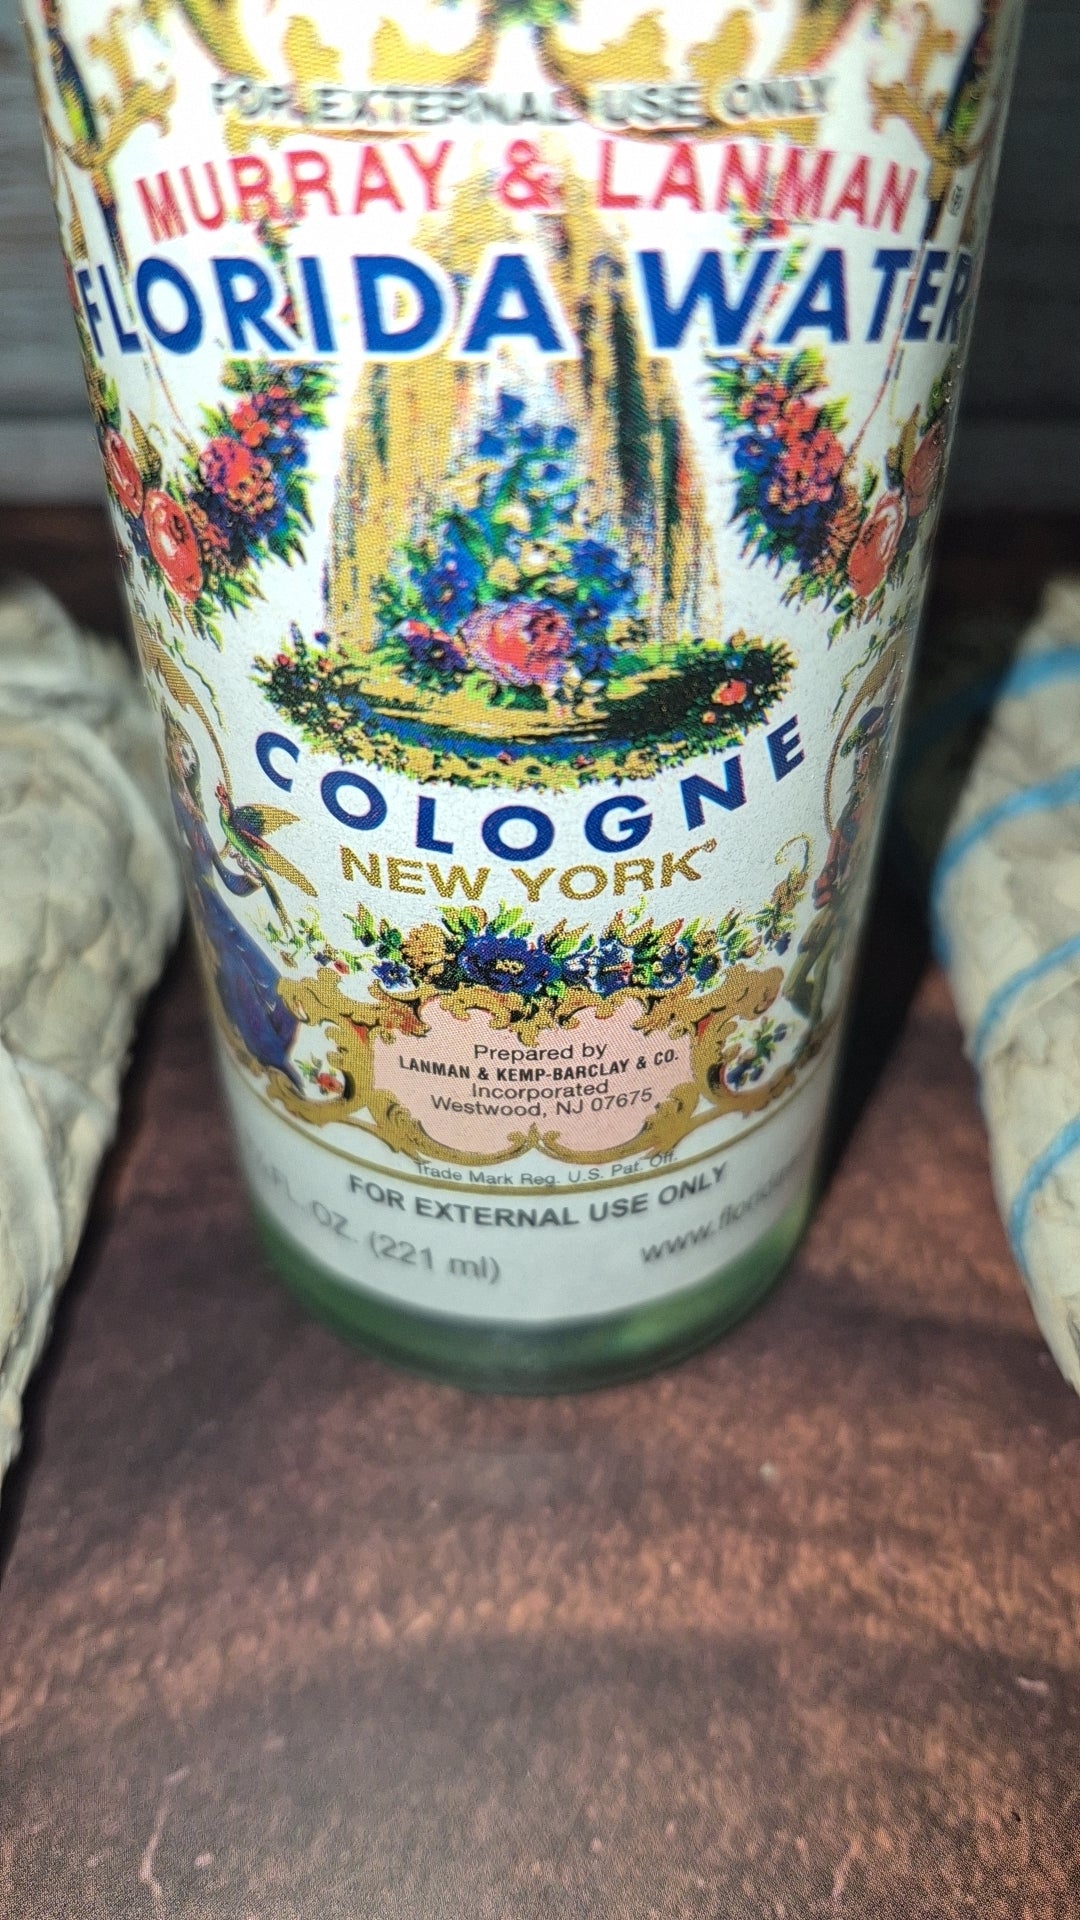 FOR EXTERNAL USE ONLY
MURRAY & LANMAN®
FLORIDA WATER
COLOGNE
NEW YORK®
Prepared by
LANMAN & KEMP-BARCLAY & CO.
Incorporated
Westwood, NJ 07675
Trade Mark Reg. U.S. Pat. Off.
FOR EXTERNAL USE ONLY
FL. OZ. (221 ml)